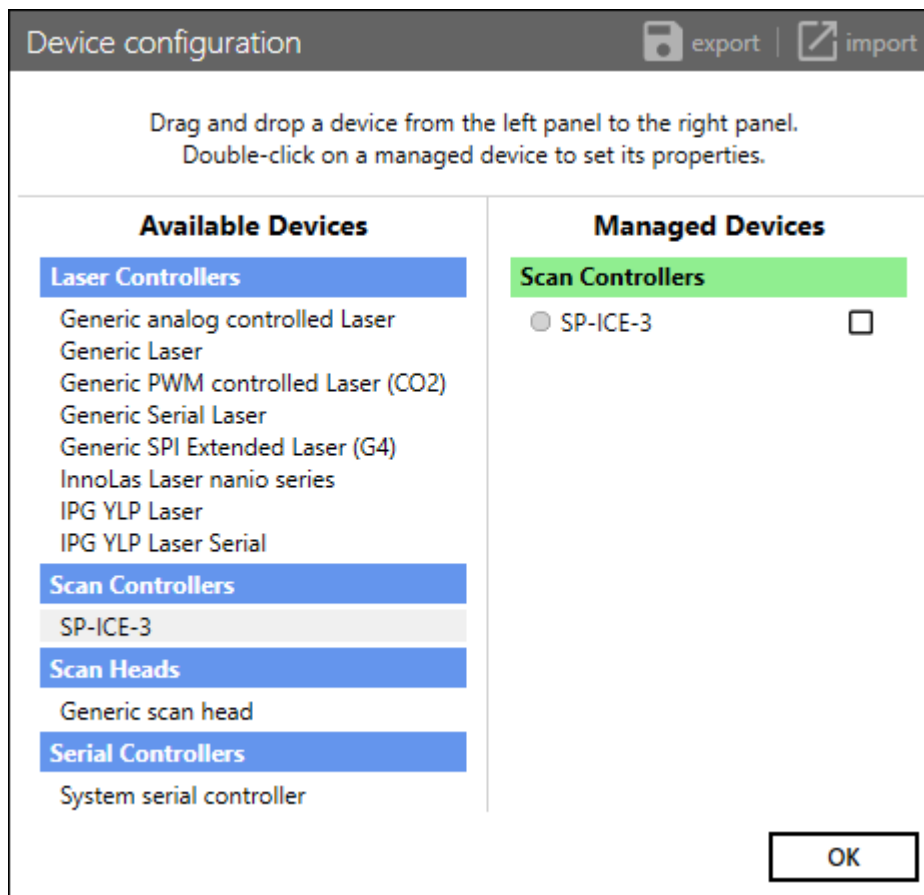 Device configuration
export
import
Drag and drop a device from the left panel to the right panel.
Double-click on a managed device to set its properties.
Available Devices
Laser Controllers
Generic analog controlled Laser
Generic Laser
Generic PWM controlled Laser (CO2)
Generic Serial Laser
Generic SPI Extended Laser (G4)
InnoLas Laser nanio series
IPG YLP Laser
IPG YLP Laser Serial
Scan Controllers
SP-ICE-3
Scan Heads
Generic scan head
Serial Controllers
System serial controller
Managed Devices
Scan Controllers
SP-ICE-3
OK